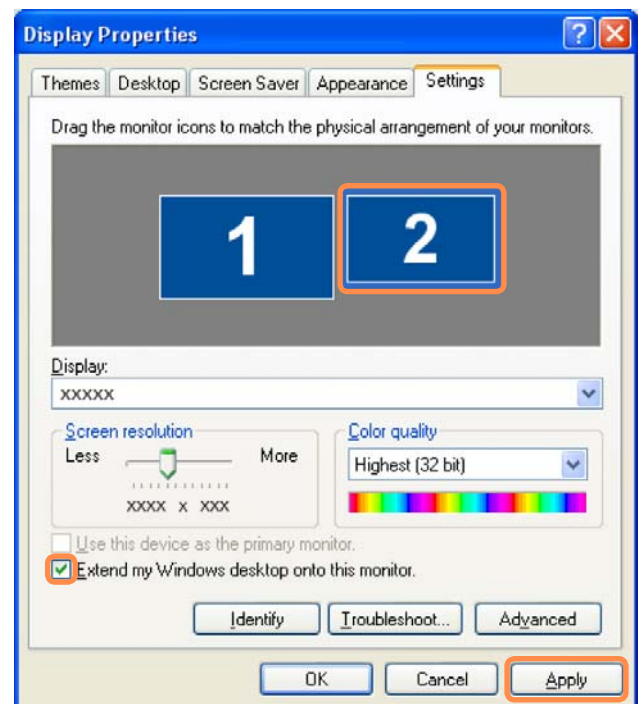 Display Properties
Themes Desktop Screen Saver Appearance Settings
Drag the monitor icons to match the physical arrangement of your monitors.
1 2
Display:
xxxxx
Screen resolution Color quality
Less More Highest (32 bit)
xxxx x xxx
Use this device as the primary monitor.
Extend my Windows desktop onto this monitor.
Identify Troubleshoot... Advanced
OK Cancel Apply